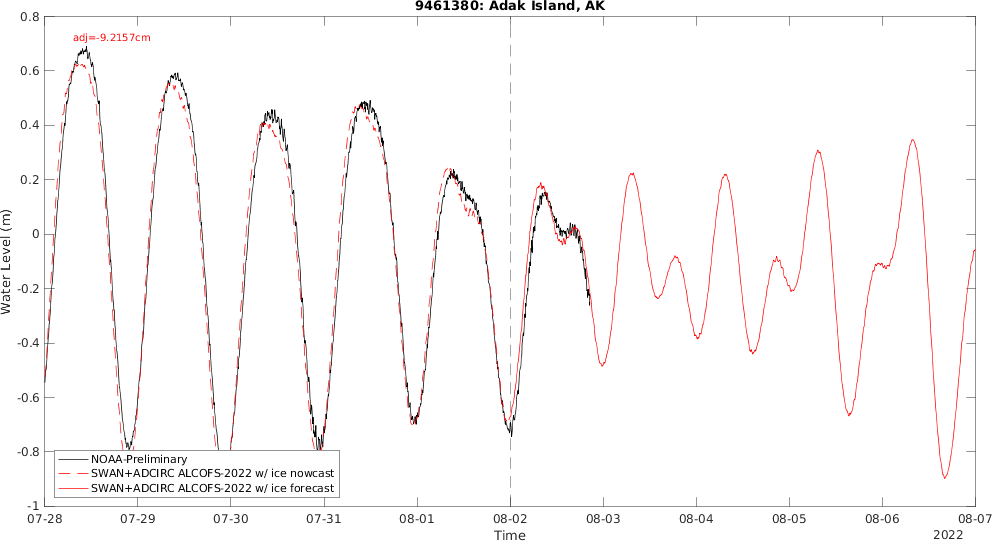 9461380: Adak Island, AK
adj=-9.2157cm
0.8
0.6
0.4
0.2
0
-0.2
-0.4
-0.6
-0.8
-1
Water Level (m)
NOAA-Preliminary
SWAN+ADCIRC ALCOFS-2022 w/ ice nowcast
SWAN+ADCIRC ALCOFS-2022 w/ ice forecast
07-28 07-29 07-30 07-31 08-01 08-02 08-03 08-04 08-05 08-06 08-07
Time
2022